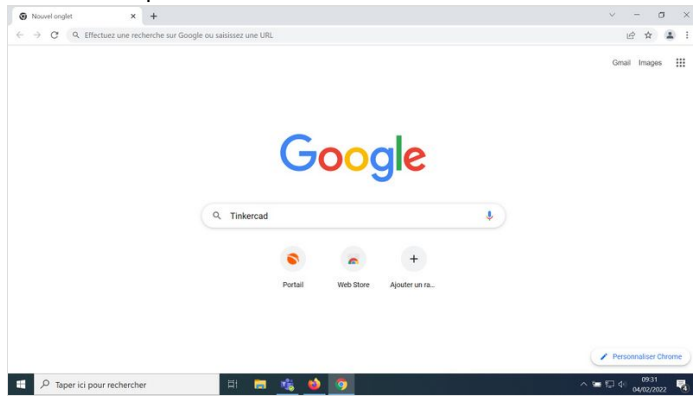 Nouvel onglet
Effectuez une recherche sur Google ou saisissez une URL
Gmail Images
Google
Tinkercad
Portail Web Store Ajouter un ra...
Personnaliser Chrome
Taper ici pour rechercher
09:31
04/02/2022
4